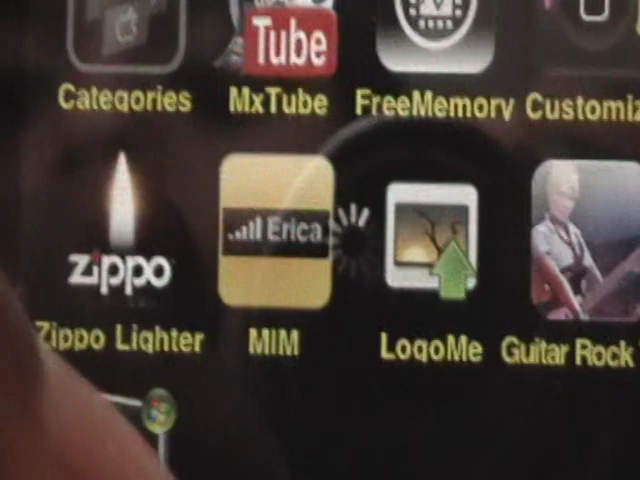 Tube
Categories MxTube FreeMemory Customiz
Erica
zippo
Zippo Lighter MIM LogoMe Guitar Rock